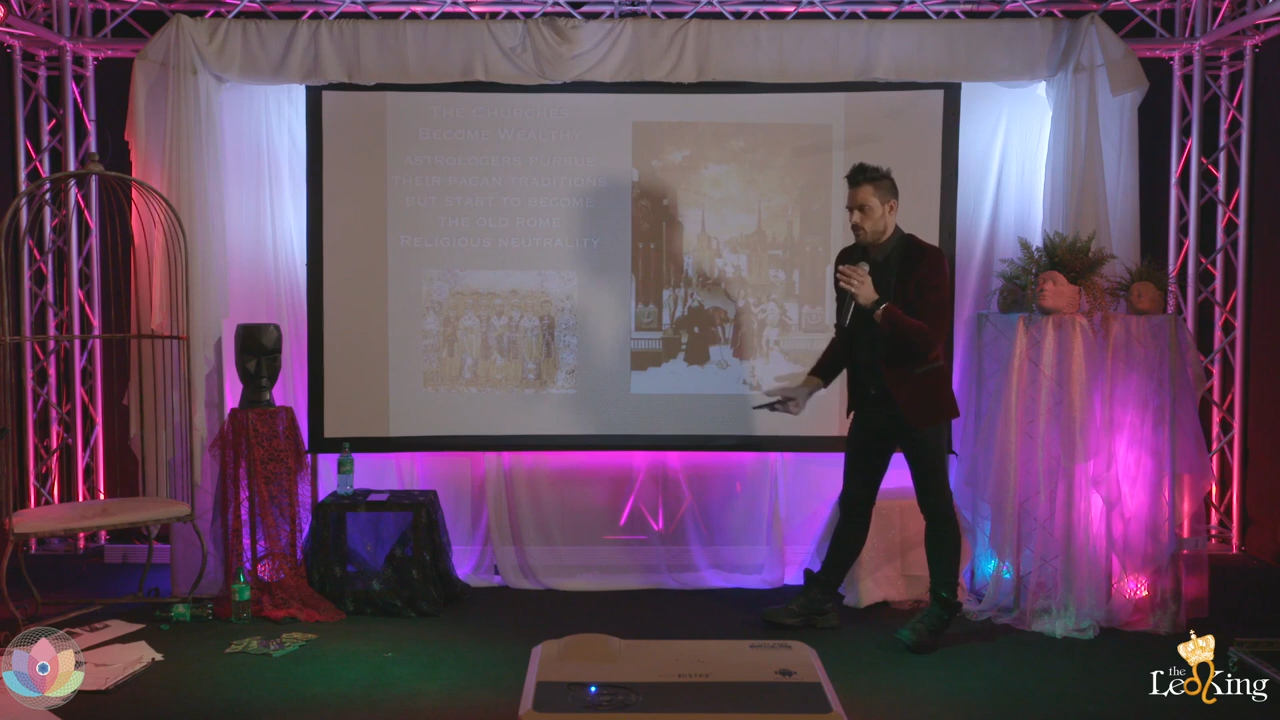 The Churches
Become Wealthy
Astrologers pursue
their pagan traditions
but start to become
the old Rome
Religious neutrality
the
LeoKing